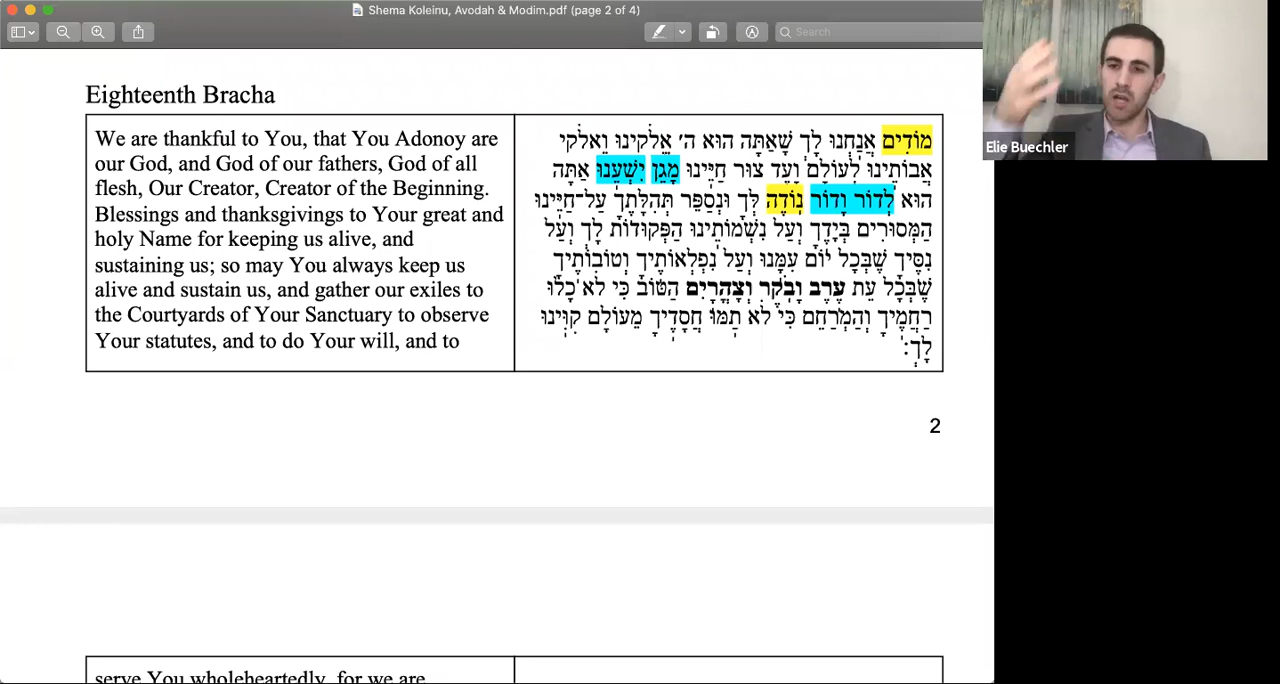 Shema Koleinu, Avodah & Modim.pdf (page 2 of 4)
Search
Elie Buechler
Eighteenth Bracha
We are thankful to You, that You Adonoy are
our God, and God of our fathers, God of all
flesh, Our Creator, Creator of the Beginning.
Blessings and thanksgivings to Your great and
holy Name for keeping us alive, and
sustaining us; so may You always keep us
alive and sustain us, and gather our exiles to
the Courtyards of Your Sanctuary to observe
Your statutes, and to do Your will, and to
מוֹדִים אֲנַחְנוּ לָךְ שָׁאַתָּה הוּא ה' אֱלקֵינוּ וֵאלקֵי
אֲבוֹתֵינוּ לְעוֹלָם וָעֶד צוּר חַיֵּינוּ מָגֵן יִשְׁעֵנוּ אַתָּה
הוּא לְדוֹר וָדוֹר נוֹדֶה לְּךָ וּנְסַפֵּר תְּהִלָּתֶךָ עַל־חַיֵּינוּ
הַמְּסוּרִים בְּיָדֶךָ וְעַל נִשְׁמוֹתֵינוּ הַפְּקוּדוֹת לָךְ וְעַל
נִסֶּיךָ שֶׁבְּכָל יוֹם עִמָּנוּ וְעַל נִפְלְאוֹתֶיךָ וְטוֹבוֹתֶיךָ
שֶׁבְּכָל עֵת עֶרֶב וָבֹקֶר וְצָהֳרָיִם הַטּוֹב כִּי לא כָלוּ
רַחֲמֶיךָ וְהַמְרַחֵם כִּי לא תַמּוּ חֲסָדֶיךָ מֵעוֹלָם קִוִּינוּ
לָךְ:
2
serve You wholeheartedly, for we are